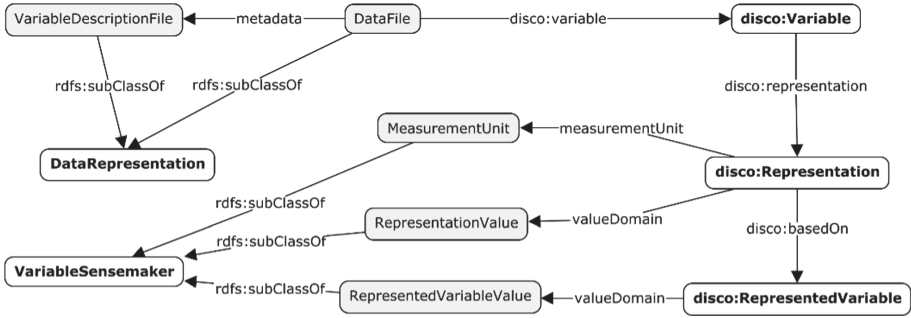 VariableDescriptionFile
metadata
DataFile
disco:variable
disco:Variable
rdfs:subClassOf
rdfs:subClassOf
disco:representation
MeasurementUnit
measurementUnit
DataRepresentation
disco:Representation
rdfs:subClassOf
RepresentationValue
valueDomain
disco:basedOn
rdfs:subClassOf
VariableSensemaker
rdfs:subClassOf
RepresentedVariableValue
valueDomain
disco:RepresentedVariable